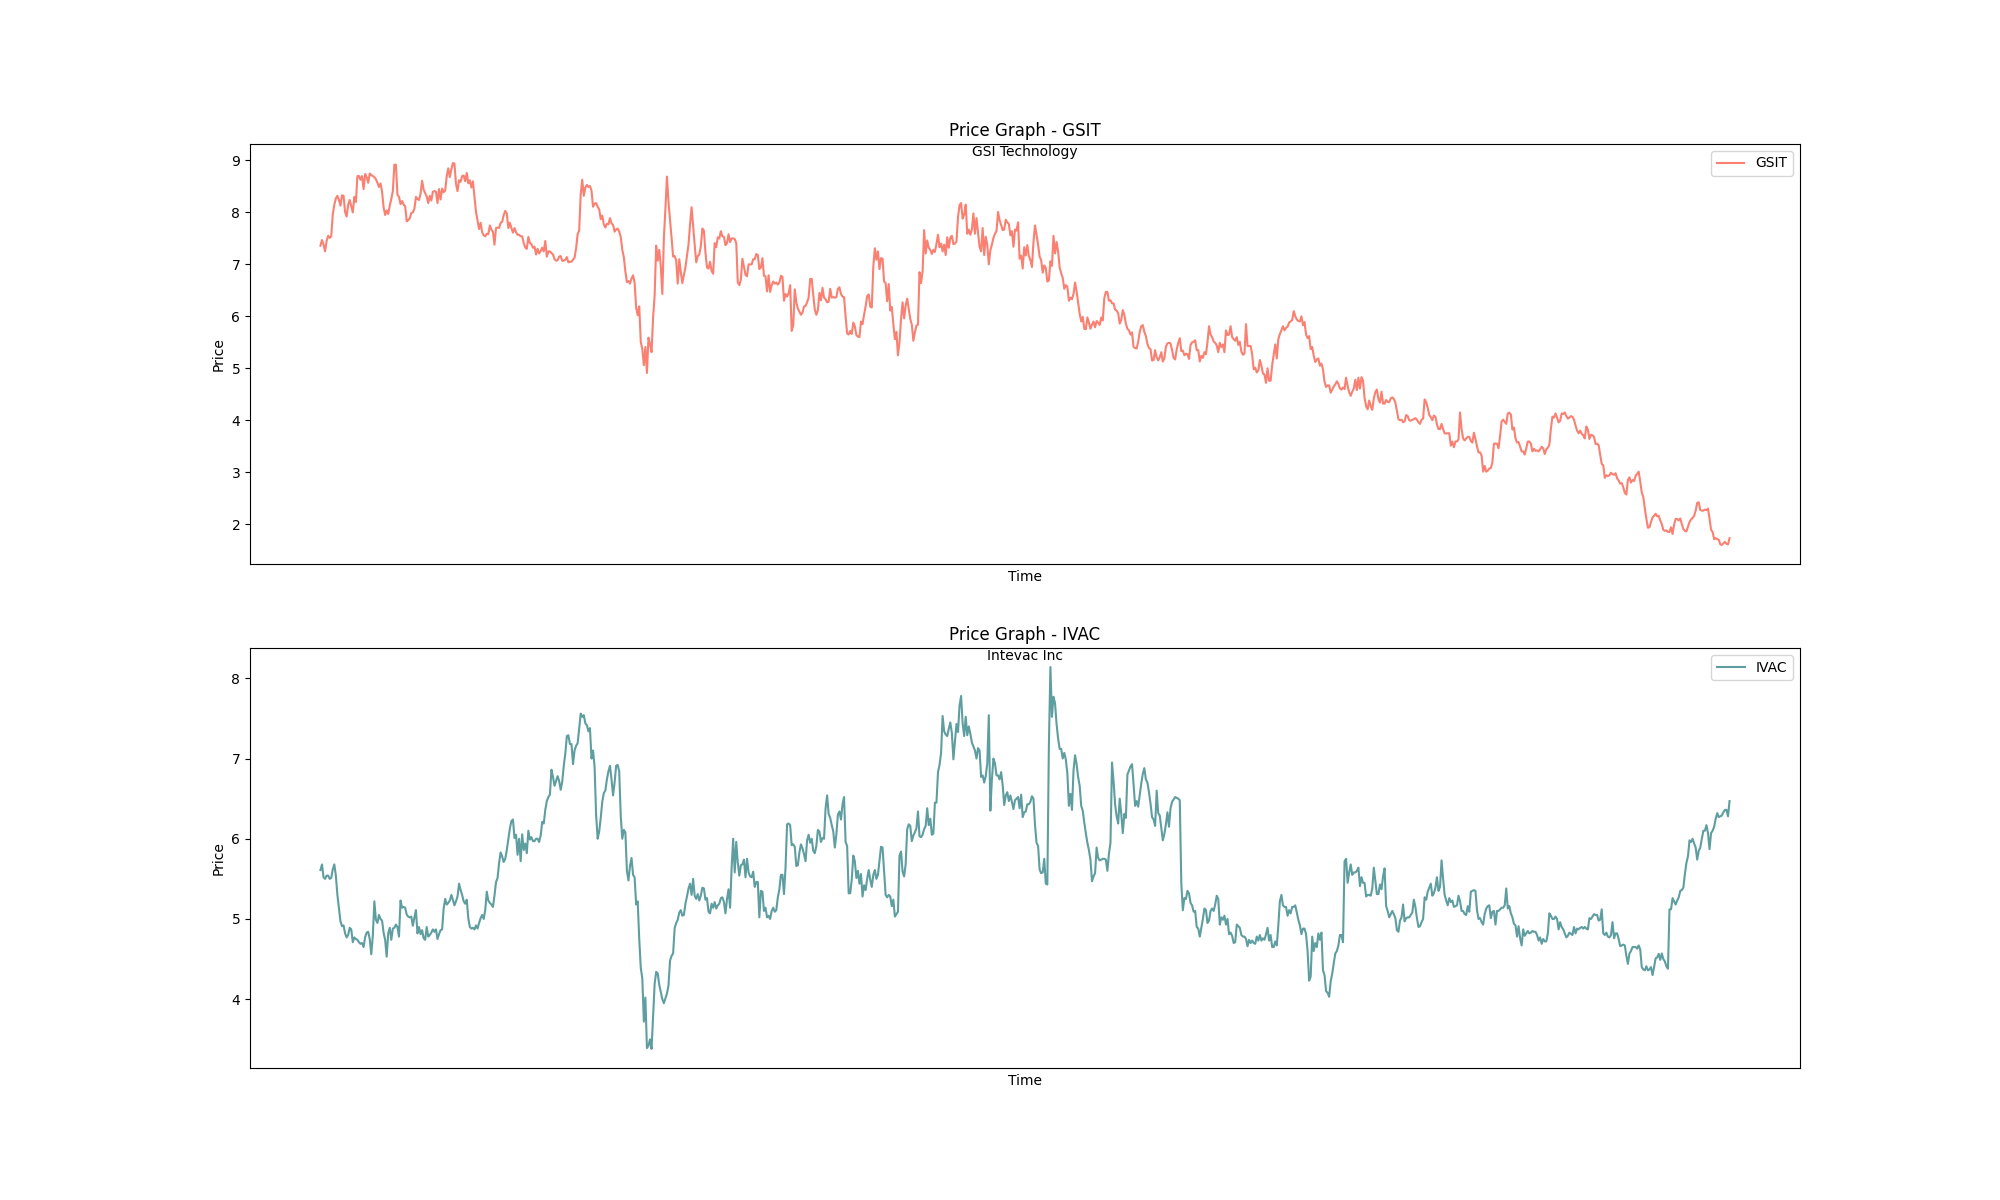 Price Graph - GSIT
GSI Technology
GSIT
9
8
7
6
5
4
3
2
Price
Time
Price Graph - IVAC
Intevac Inc
IVAC
8
7
6
5
4
Price
Time